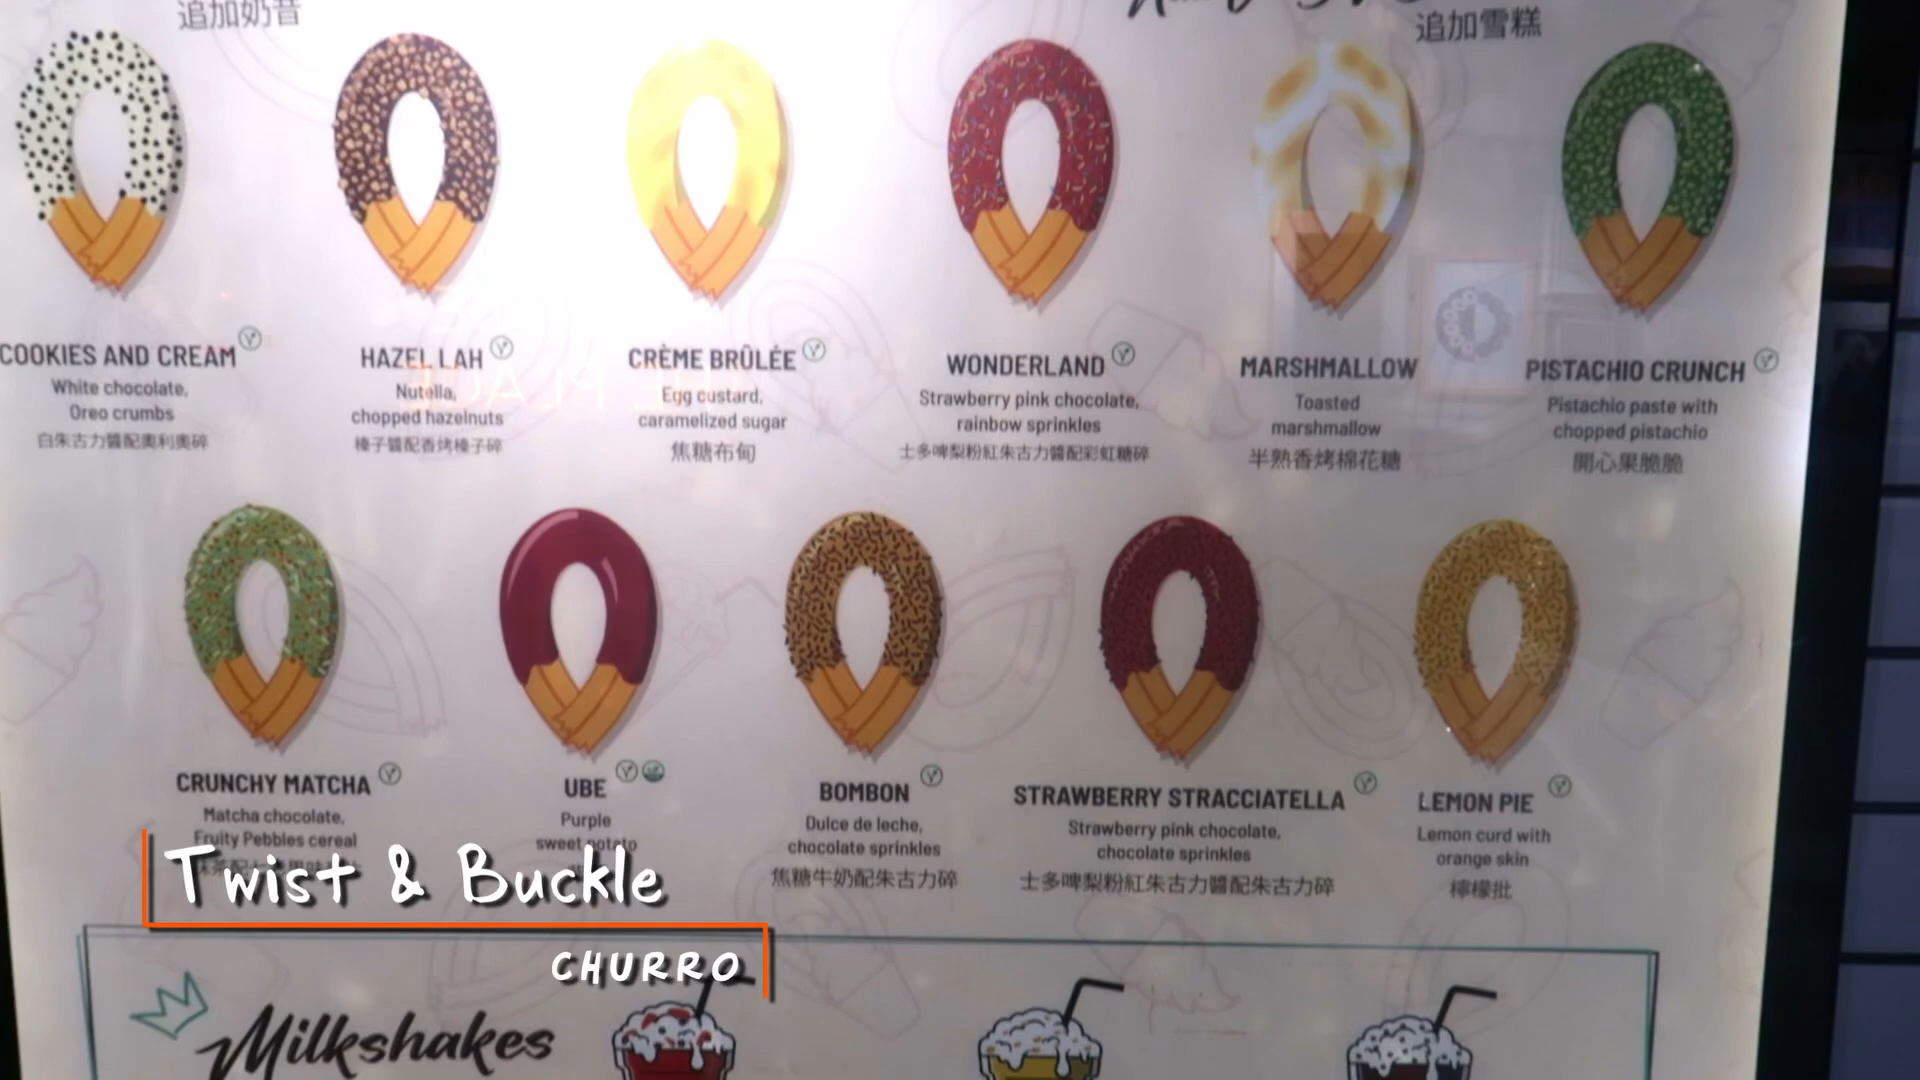 追加奶昔
追加雪糕
COOKIES AND CREAM
White chocolate,
Oreo crumbs
白朱古力醬配奧利奧碎
HAZEL LAH
Nutella,
chopped hazelnuts
榛子醬配香烤榛子碎
CRÈME BRÛLÉE
Egg custard,
caramelized sugar
焦糖布甸
WONDERLAND
Strawberry pink chocolate,
rainbow sprinkles
士多啤梨粉紅朱古力醬配彩虹糖碎
MARSHMALLOW
Toasted
marshmallow
半熟香烤棉花糖
PISTACHIO CRUNCH
Pistachio paste with
chopped pistachio
開心果脆脆
CRUNCHY MATCHA
Matcha chocolate,
Fruity Pebbles cereal
UBE
Purple
sweet potato
BOMBON
Dulce de leche,
chocolate sprinkles
焦糖牛奶配朱古力碎
STRAWBERRY STRACCIATELLA
Strawberry pink chocolate,
chocolate sprinkles
士多啤梨粉紅朱古力醬配朱古力碎
LEMON PIE
Lemon curd with
orange skin
檸檬批
Twist & Buckle
CHURRO
Milkshakes